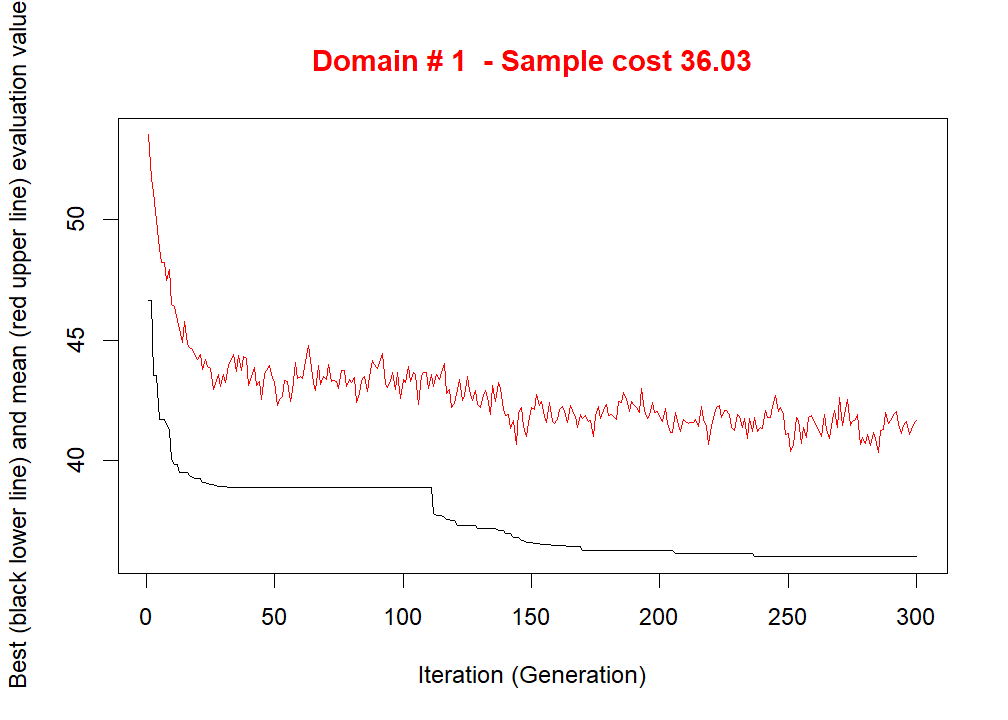 Domain # 1  - Sample cost 36.03
Best (black lower line) and mean (red upper line) evaluation value
50
45
40
0 50 100 150 200 250 300
Iteration (Generation)